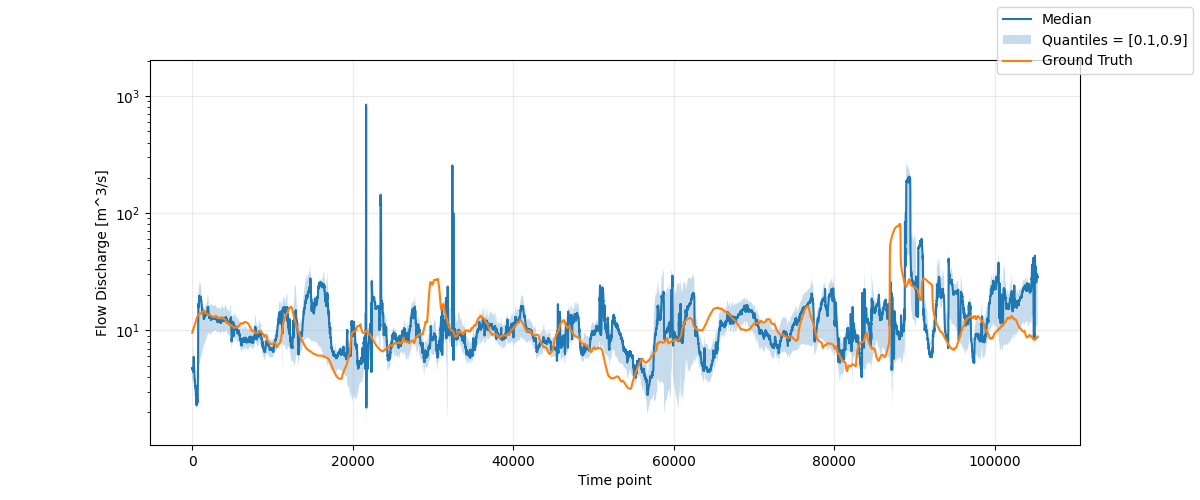 Median
Quantiles = [0.1,0.9]
Ground Truth
10^3
10^2
10^1
Flow Discharge [m^3/s]
0 20000 40000 60000 80000 100000
Time point